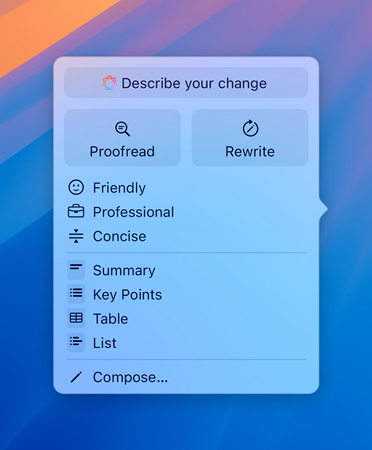 Describe your change
Proofread
Rewrite
Friendly
Professional
Concise
Summary
Key Points
Table
List
Compose...